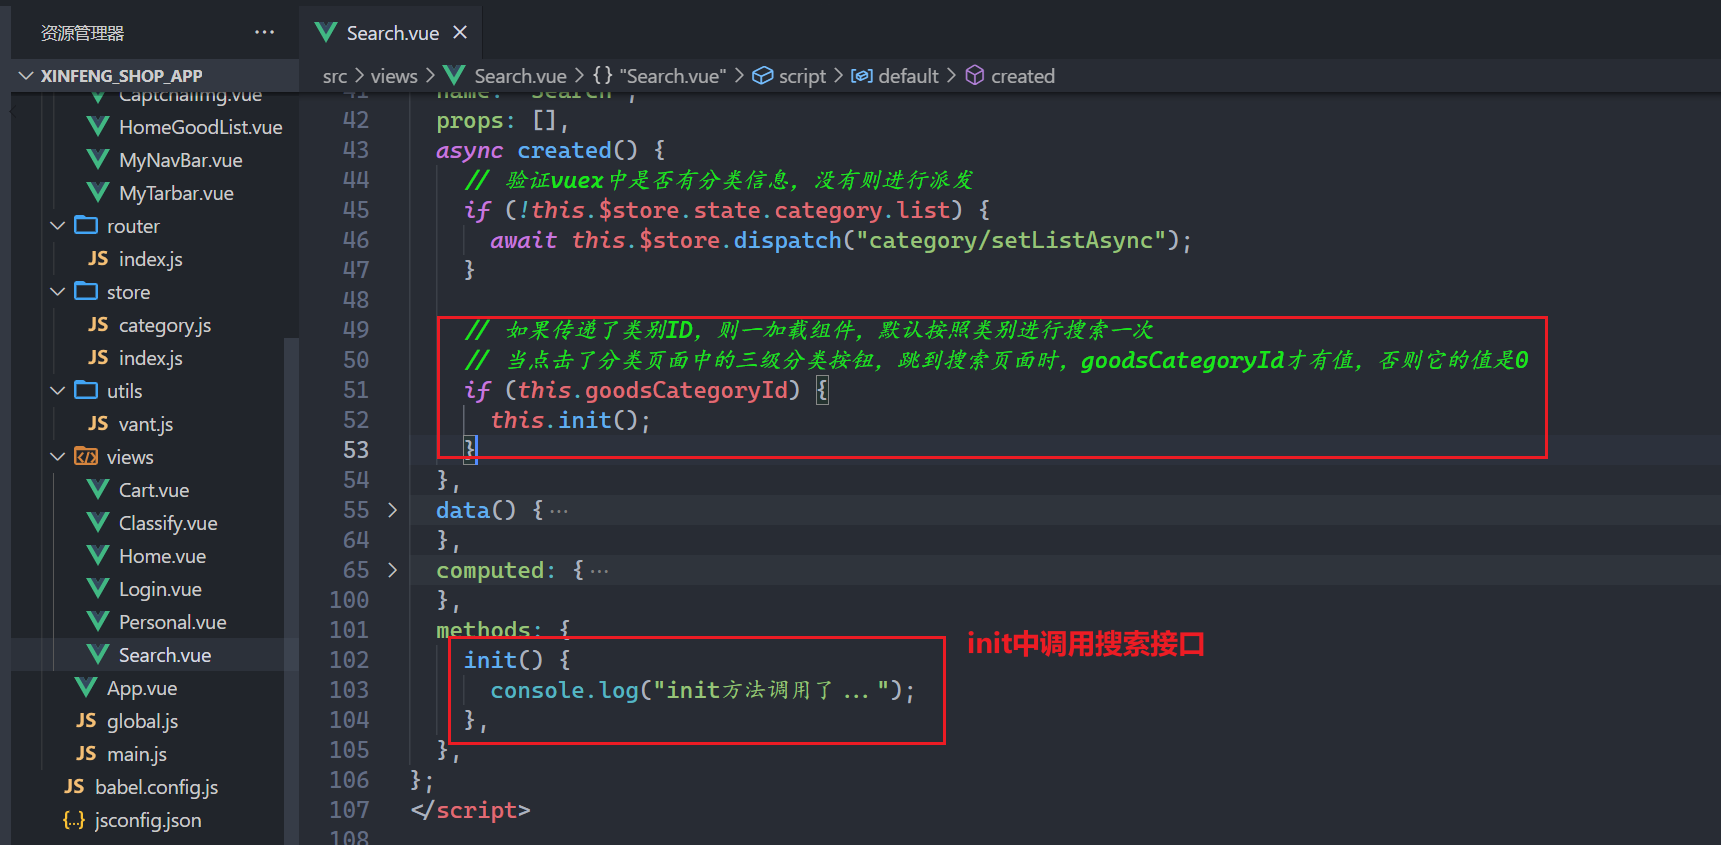 资源管理器 ···
Search.vue ×
XINFENG_SHOP_APP
src > views > Search.vue > {} "Search.vue" > script > default > created
CaptchaImg.vue
HomeGoodList.vue
MyNavBar.vue
MyTarbar.vue
router
JS index.js
store
JS category.js
JS index.js
utils
JS vant.js
views
Cart.vue
Classify.vue
Home.vue
Login.vue
Personal.vue
Search.vue
App.vue
JS global.js
JS main.js
JS babel.config.js
{..} jsconfig.json
41 name: "Search",
42 props: [],
43 async created() {
44 // 验证vuex中是否有分类信息，没有则进行派发
45 if (!this.$store.state.category.list) {
46 await this.$store.dispatch("category/setListAsync");
47 }
48
49 // 如果传递了类别ID，则一加载组件，默认按照类别进行搜索一次
50 // 当点击了分类页面中的三级分类按钮，跳到搜索页面时，goodsCategoryId才有值，否则它的值是0
51 if (this.goodsCategoryId) {
52 this.init();
53 }
54 },
55 data() {···
64 },
65 computed: {···
100 },
101 methods: {
102 init() {
init中调用搜索接口
103 console.log("init方法调用了...");
104 },
105 },
106 };
107 </script>
108